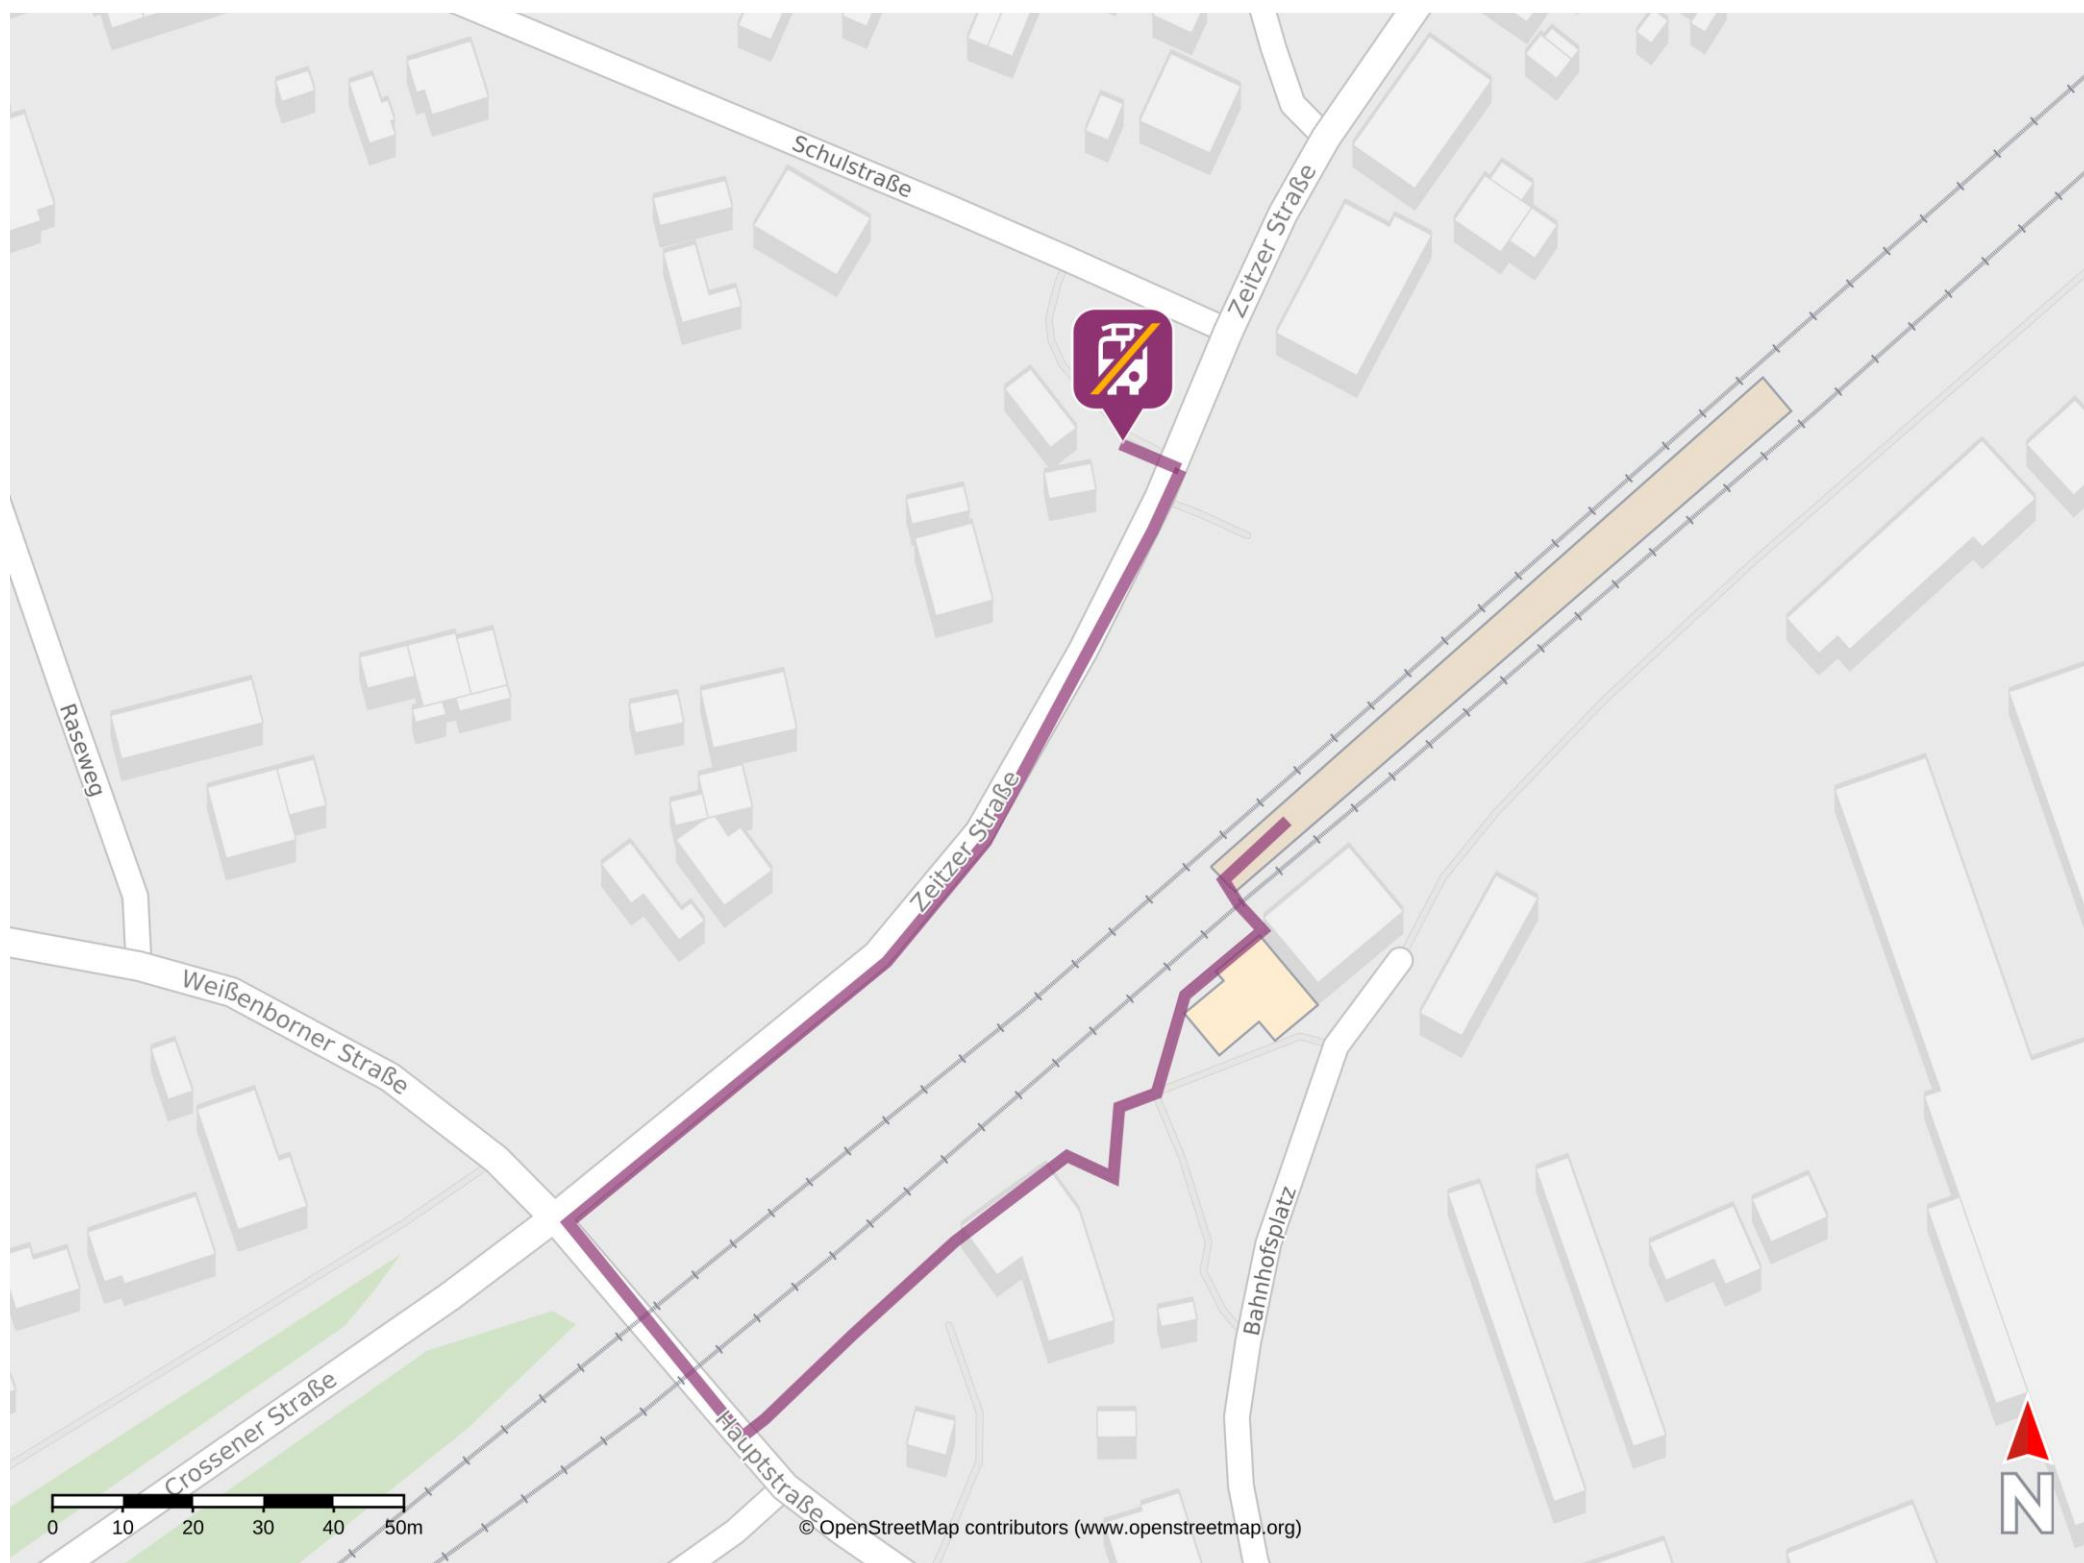 Schulstraße
Zeitzer Straße
Raseweg
Zeitzer Straße
Weißenborner Straße
Bahnhofsplatz
Crossener Straße
Hauptstraße
0 10 20 30 40 50m
© OpenStreetMap contributors (www.openstreetmap.org)
N